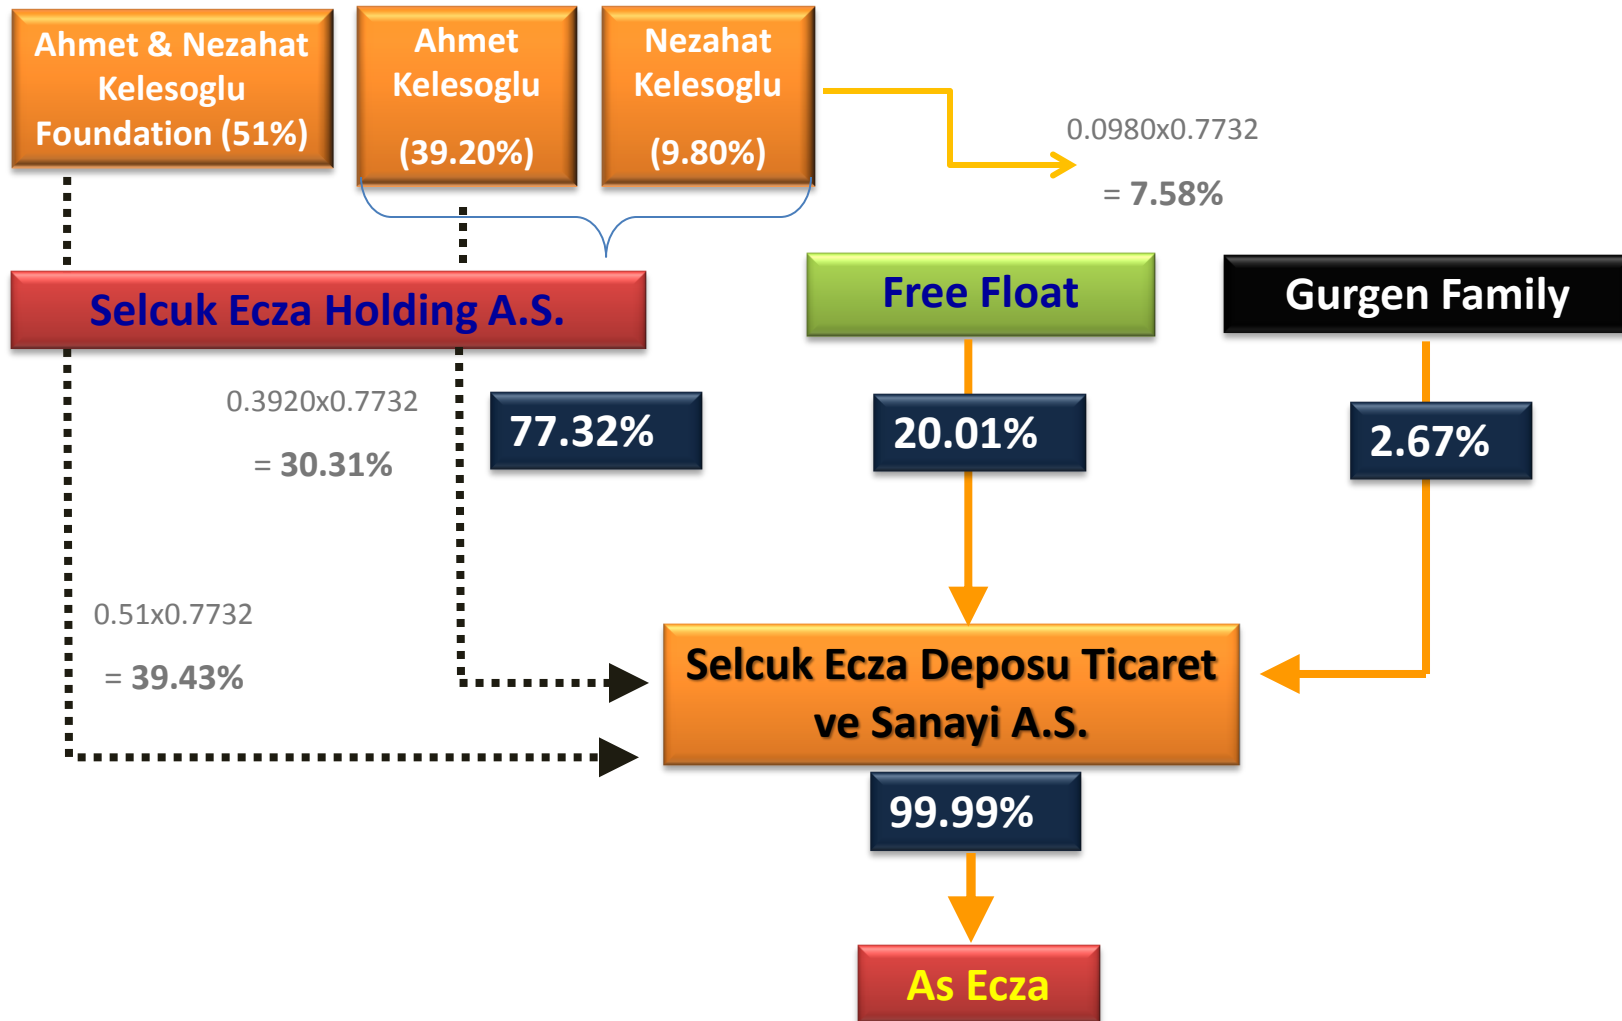 Ahmet & Nezahat
Kelesoglu
Foundation (51%)
Ahmet
Kelesoglu
(39.20%)
Nezahat
Kelesoglu
(9.80%)
0.0980x0.7732
= 7.58%
Selcuk Ecza Holding A.S.
Free Float
Gurgen Family
0.3920x0.7732
= 30.31%
77.32%
20.01%
2.67%
0.51x0.7732
= 39.43%
Selcuk Ecza Deposu Ticaret
ve Sanayi A.S.
99.99%
As Ecza